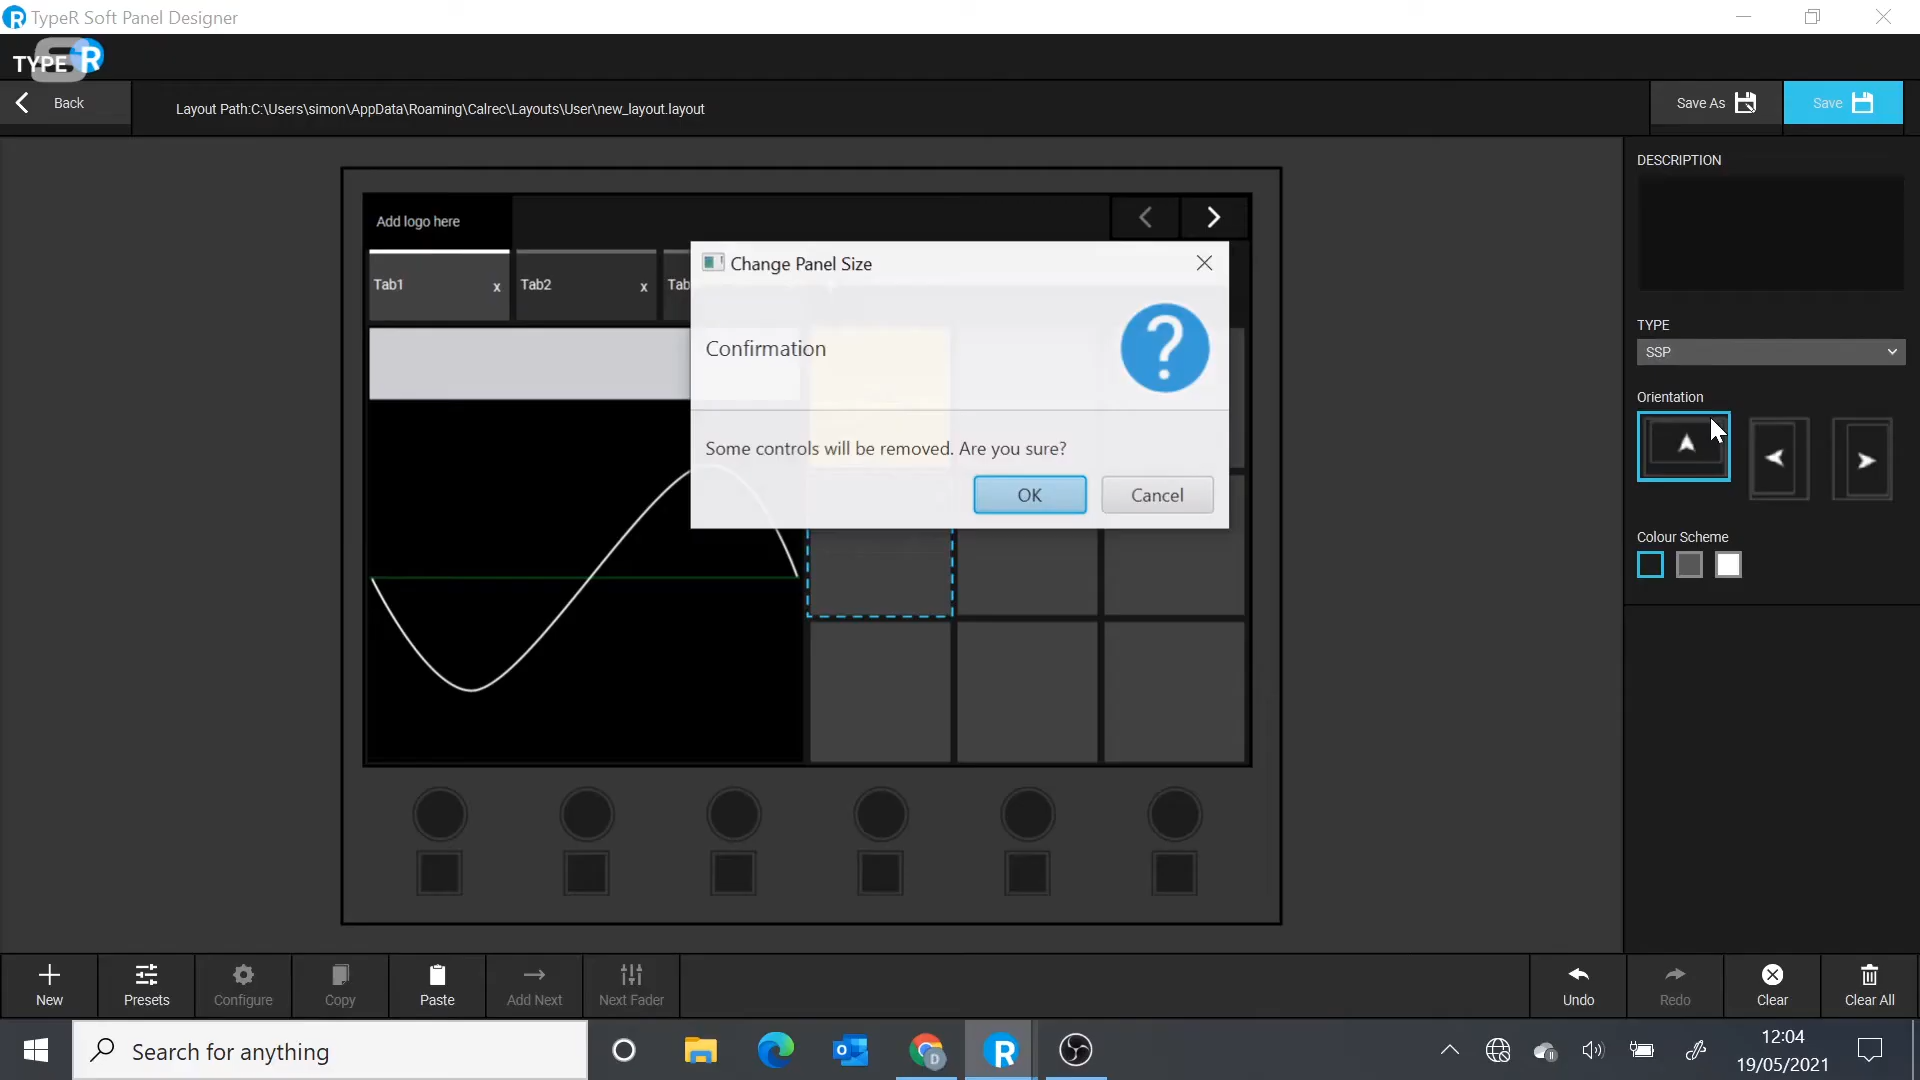 TypeR Soft Panel Designer
TYPE R
Back
Layout Path:C:\Users\simon\AppData\Roaming\Calrec\Layouts\User\new_layout.layout
Save As
Save
DESCRIPTION
Add logo here
Tab1 x
Tab2 x
Tab
Change Panel Size
Confirmation
Some controls will be removed. Are you sure?
OK
Cancel
TYPE
SSP
Orientation
Colour Scheme
New
Presets
Configure
Copy
Paste
Add Next
Next Fader
Undo
Redo
Clear
Clear All
Search for anything
12:04
19/05/2021